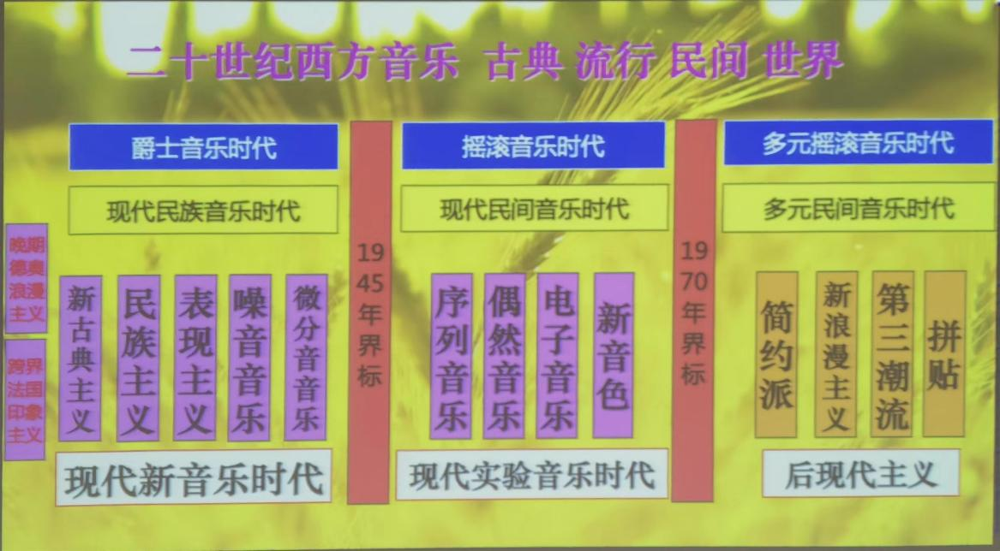 二十世纪西方音乐 古典 流行 民间 世界
爵士音乐时代
摇滚音乐时代
多元摇滚音乐时代
现代民族音乐时代
现代民间音乐时代
多元民间音乐时代
晚期
德奥
浪漫
主义
跨界
法国
印象
主义
新古典主义
民族主义
表现主义
噪音音乐
微分音音乐
19
45
年
界
标
序列音乐
偶然音乐
电子音乐
新音色
19
70
年
界
标
简约派
新浪漫主义
第三潮流
拼贴
现代新音乐时代
现代实验音乐时代
后现代主义